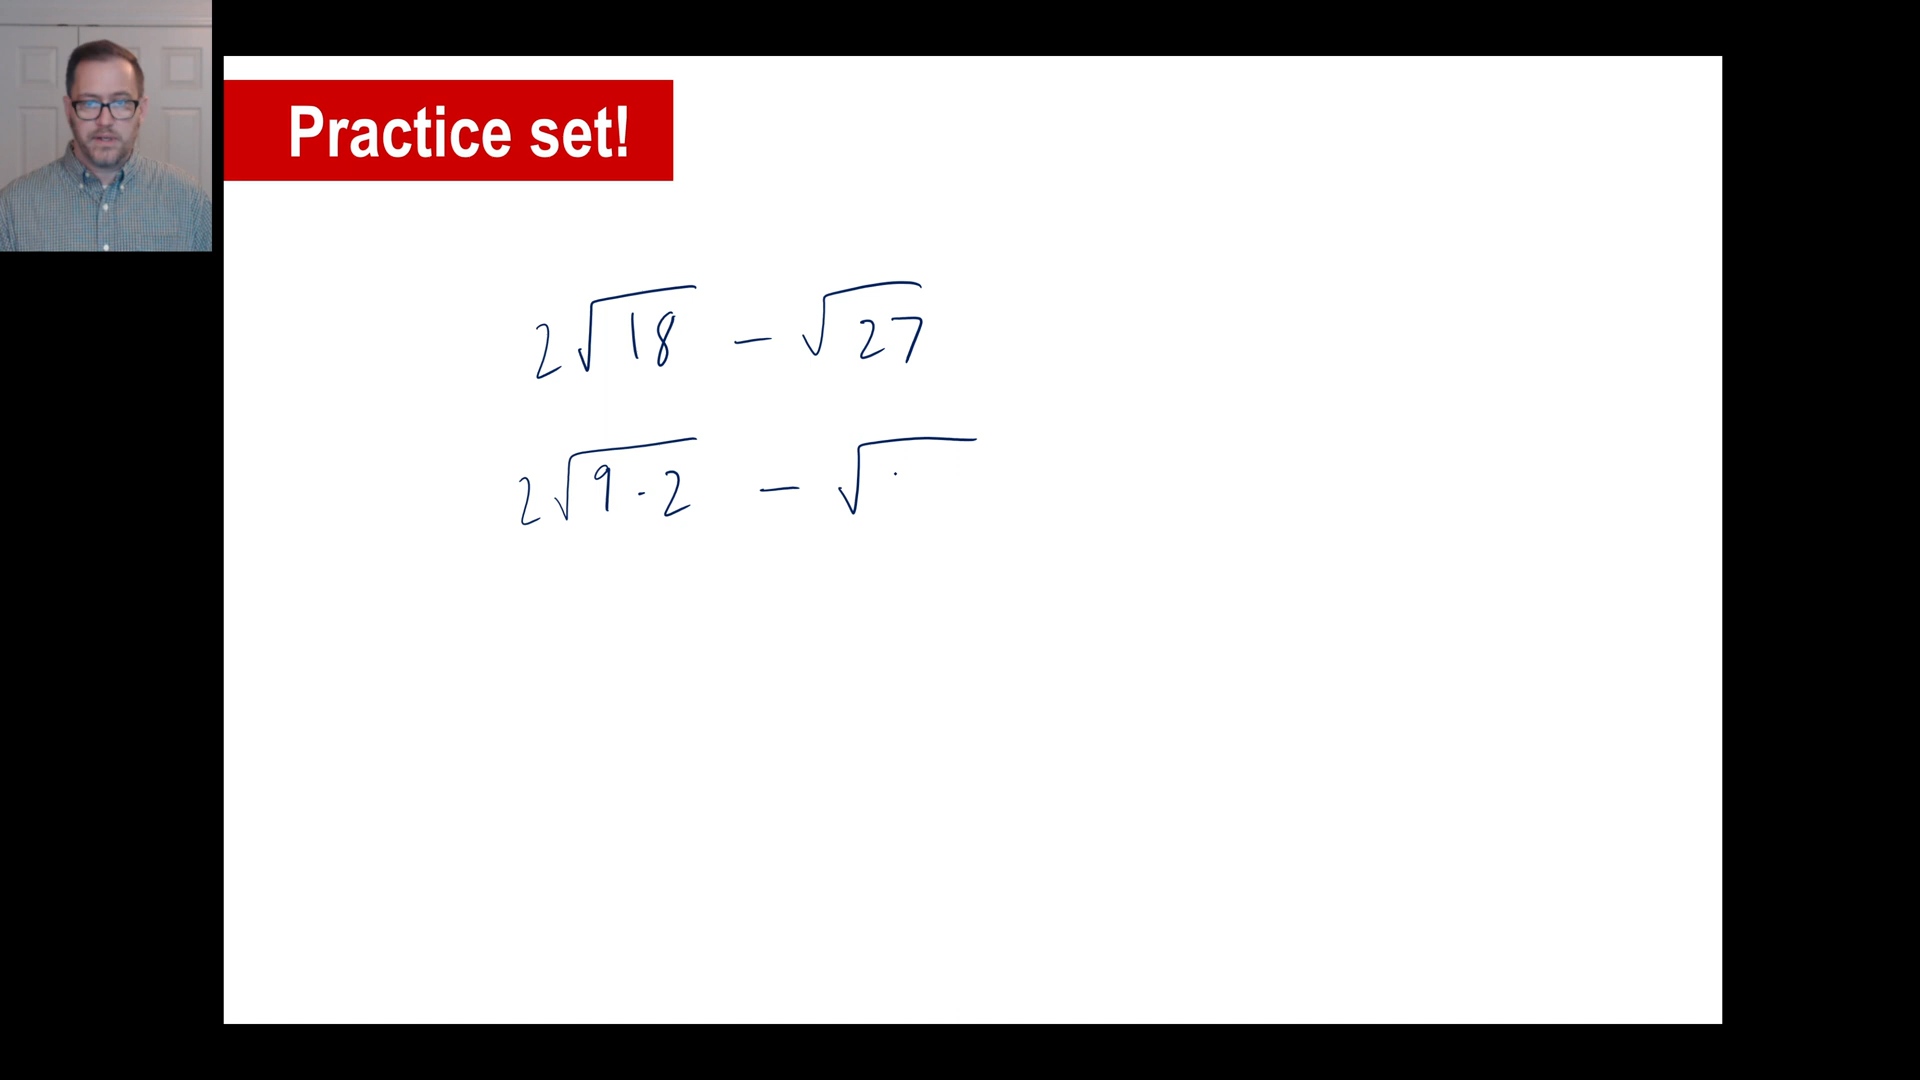 Practice set!
2√18 − √27
2√9·2 − √